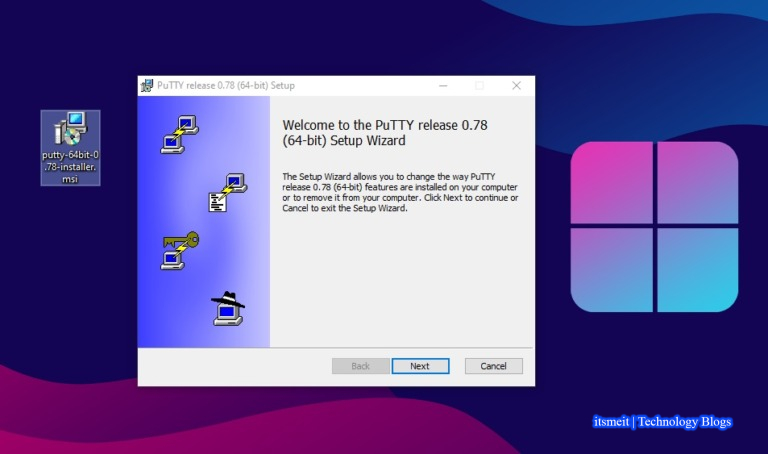 PuTTY release 0.78 (64-bit) Setup
putty-64bit-0
.78-installer.
msi
Welcome to the PuTTY release 0.78
(64-bit) Setup Wizard
The Setup Wizard allows you to change the way PuTTY
release 0.78 (64-bit) features are installed on your computer
or to remove it from your computer. Click Next to continue or
Cancel to exit the Setup Wizard.
Back Next Cancel
itsmeit | Technology Blogs